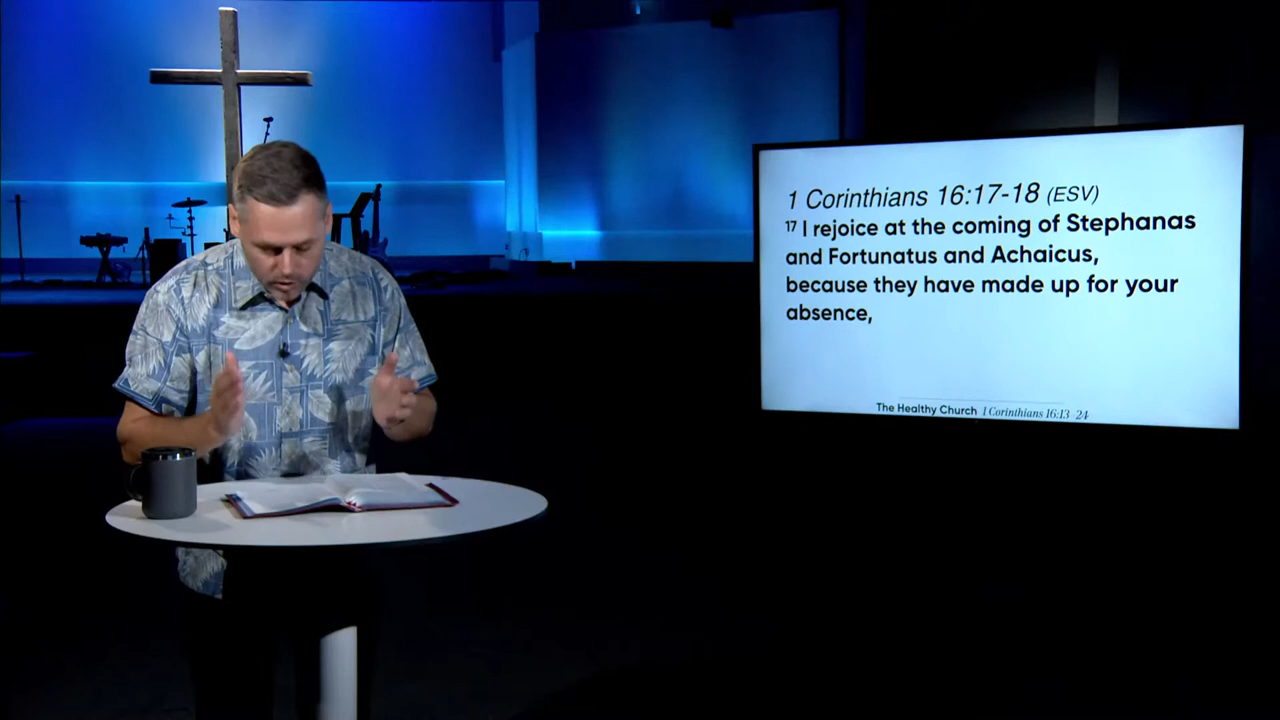 1 Corinthians 16:17-18 (ESV)
17 I rejoice at the coming of Stephanas
and Fortunatus and Achaicus,
because they have made up for your
absence,
The Healthy Church 1 Corinthians 16:13-24